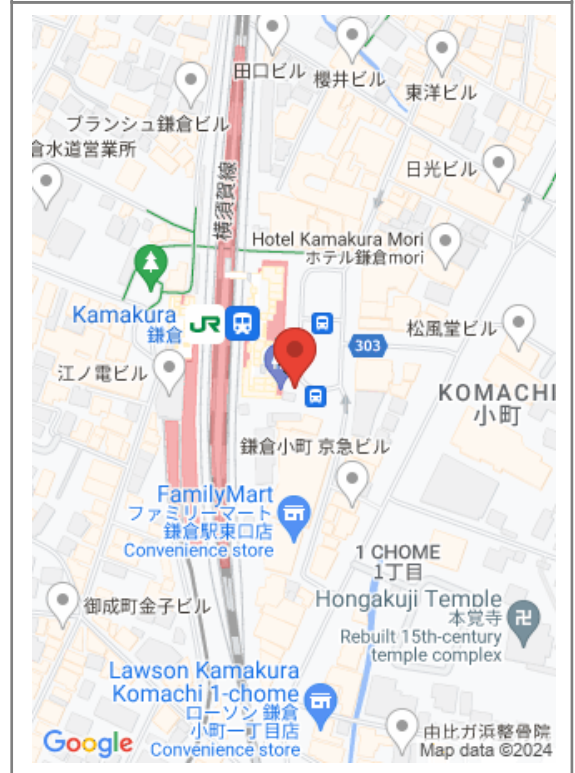 田口ビル
櫻井ビル
東洋ビル
ブランシュ鎌倉ビル
倉水道営業所
日光ビル
横須賀線
Hotel Kamakura Mori
ホテル鎌倉mori
Kamakura
鎌倉
JR
303
松風堂ビル
江ノ電ビル
KOMACHI
小町
鎌倉小町 京急ビル
FamilyMart
ファミリーマート
鎌倉駅東口店
Convenience store
1 CHOME
1丁目
Hongakuji Temple
本覚寺
Rebuilt 15th-century
temple complex
御成町金子ビル
Lawson Kamakura
Komachi 1-chome
ローソン 鎌倉
小町一丁目店
Convenience store
由比ガ浜整骨院
Google
Map data ©2024